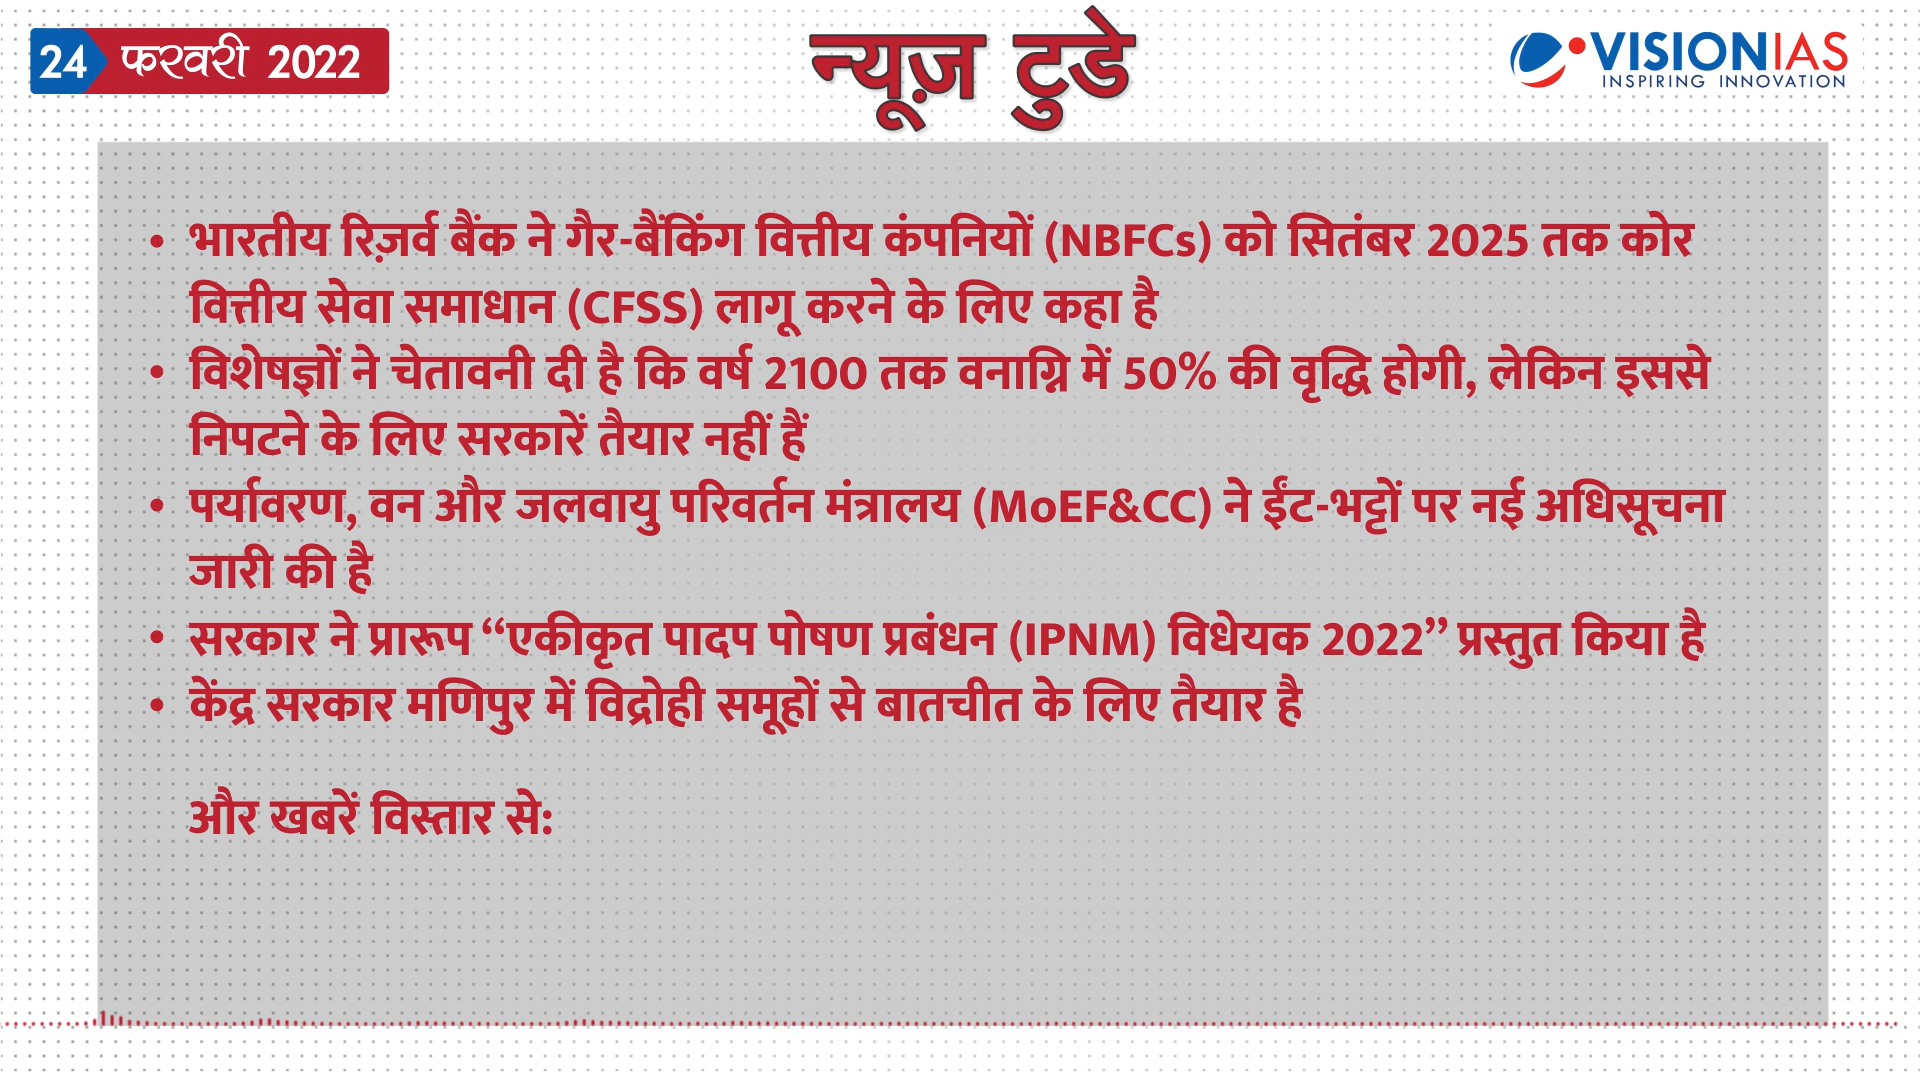 24 फरवरी 2022
न्यूज़ टुडे
VISIONIAS
INSPIRING INNOVATION
• भारतीय रिज़र्व बैंक ने गैर-बैंकिंग वित्तीय कंपनियों (NBFCs) को सितंबर 2025 तक कोर
वित्तीय सेवा समाधान (CFSS) लागू करने के लिए कहा है
• विशेषज्ञों ने चेतावनी दी है कि वर्ष 2100 तक वनाग्नि में 50% की वृद्धि होगी, लेकिन इससे
निपटने के लिए सरकारें तैयार नहीं हैं
• पर्यावरण, वन और जलवायु परिवर्तन मंत्रालय (MoEF&CC) ने ईंट-भट्टों पर नई अधिसूचना
जारी की है
• सरकार ने प्रारूप “एकीकृत पादप पोषण प्रबंधन (IPNM) विधेयक 2022” प्रस्तुत किया है
• केंद्र सरकार मणिपुर में विद्रोही समूहों से बातचीत के लिए तैयार है
और खबरें विस्तार से: